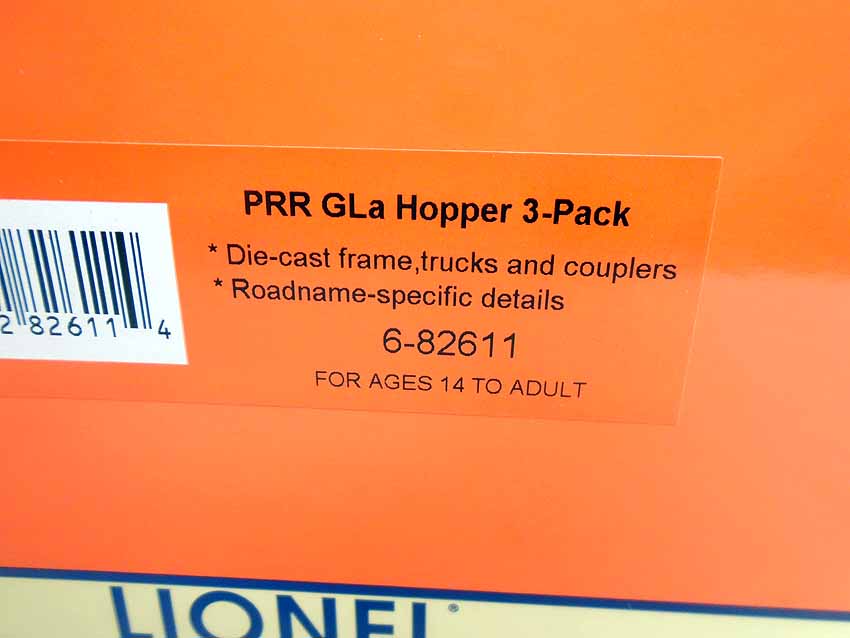 PRR GLa Hopper 3-Pack
* Die-cast frame,trucks and couplers
* Roadname-specific details
6-82611
FOR AGES 14 TO ADULT
2 82611 4
LIONEL®